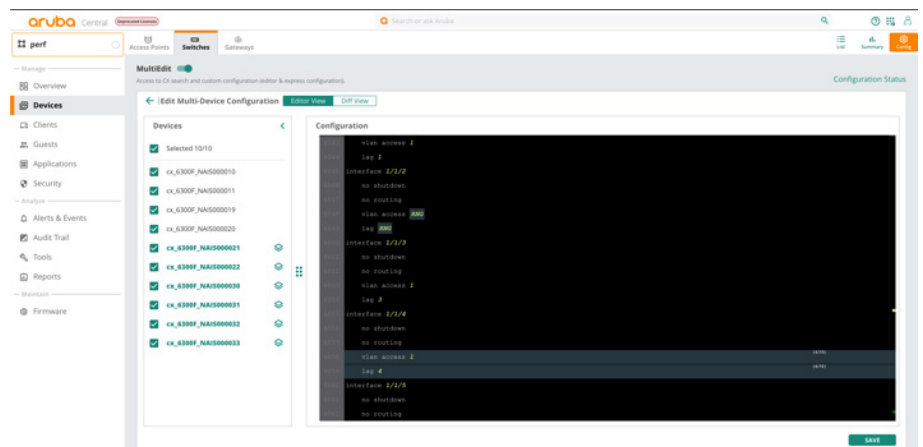 aruba Central
Search or ask Aruba
perf
Access Points
Switches
Gateways
List
Summary
Config
Manage
Overview
Devices
Clients
Guests
Applications
Security
Analyze
Alerts & Events
Audit Trail
Tools
Reports
Maintain
Firmware
MultiEdit
Access to CX search and custom configuration (editor & express configuration).
Configuration Status
Edit Multi-Device Configuration
Editor View
Diff View
Devices
Selected 10/10
cx_6300F_NAIS000010
cx_6300F_NAIS000011
cx_6300F_NAIS000019
cx_6300F_NAIS000020
cx_6300F_NAIS000021
cx_6300F_NAIS000022
cx_6300F_NAIS000030
cx_6300F_NAIS000031
cx_6300F_NAIS000032
cx_6300F_NAIS000033
Configuration
vlan access 1
lag 1
interface 1/1/2
no shutdown
no routing
vlan access
lag
interface 1/1/3
no shutdown
no routing
vlan access 1
lag 3
interface 1/1/4
no shutdown
no routing
vlan access 1
lag 4
interface 1/1/5
no shutdown
no routing
SAVE